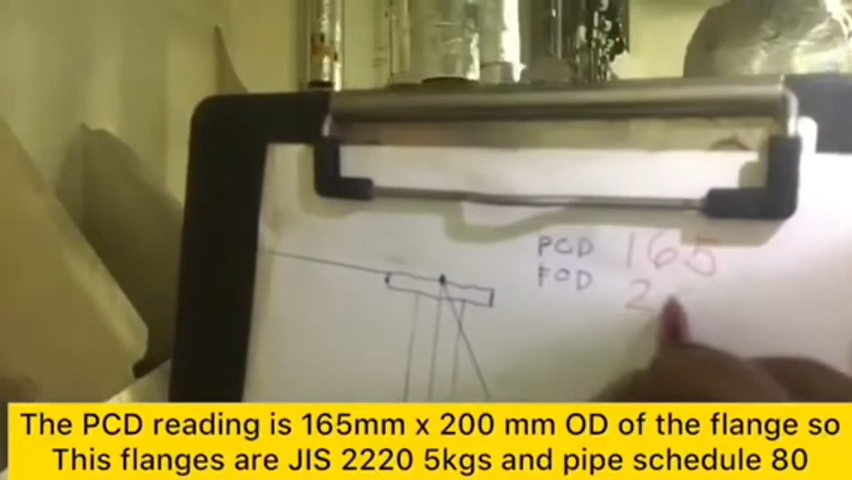 PCD 165
FOD 2
The PCD reading is 165mm x 200 mm OD of the flange so
This flanges are JIS 2220 5kgs and pipe schedule 80